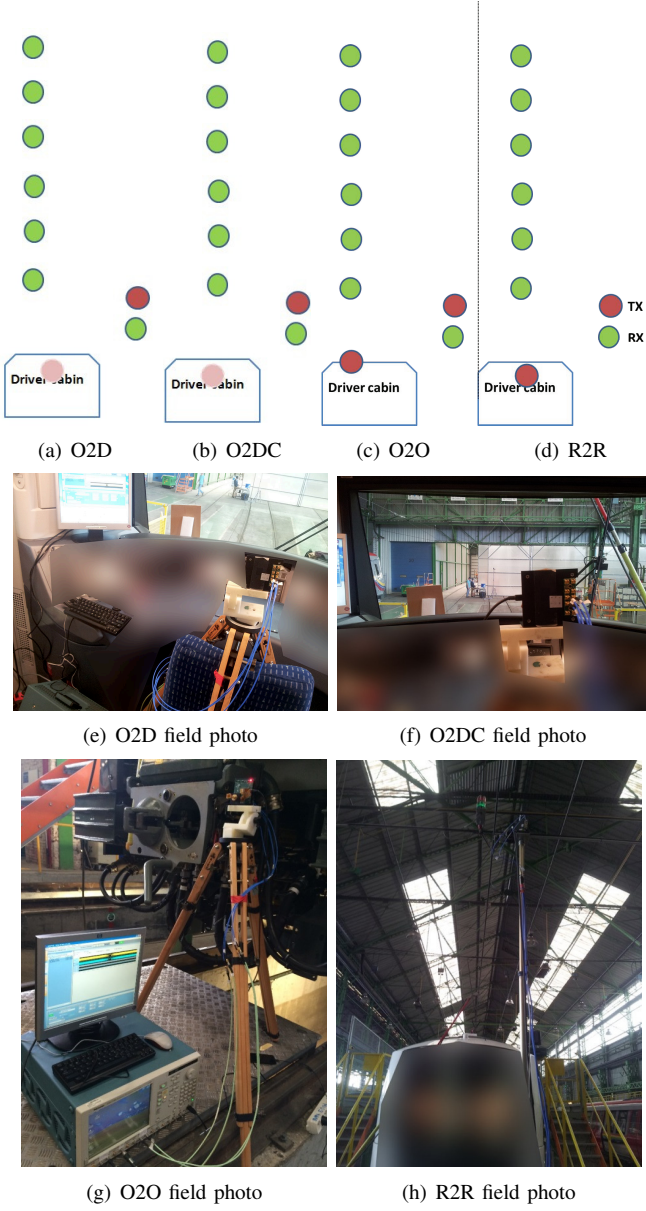 TX
RX
Driver cabin
Driver cabin
Driver cabin
Driver cabin
(a) O2D
(b) O2DC
(c) O2O
(d) R2R
(e) O2D field photo
(f) O2DC field photo
(g) O2O field photo
(h) R2R field photo